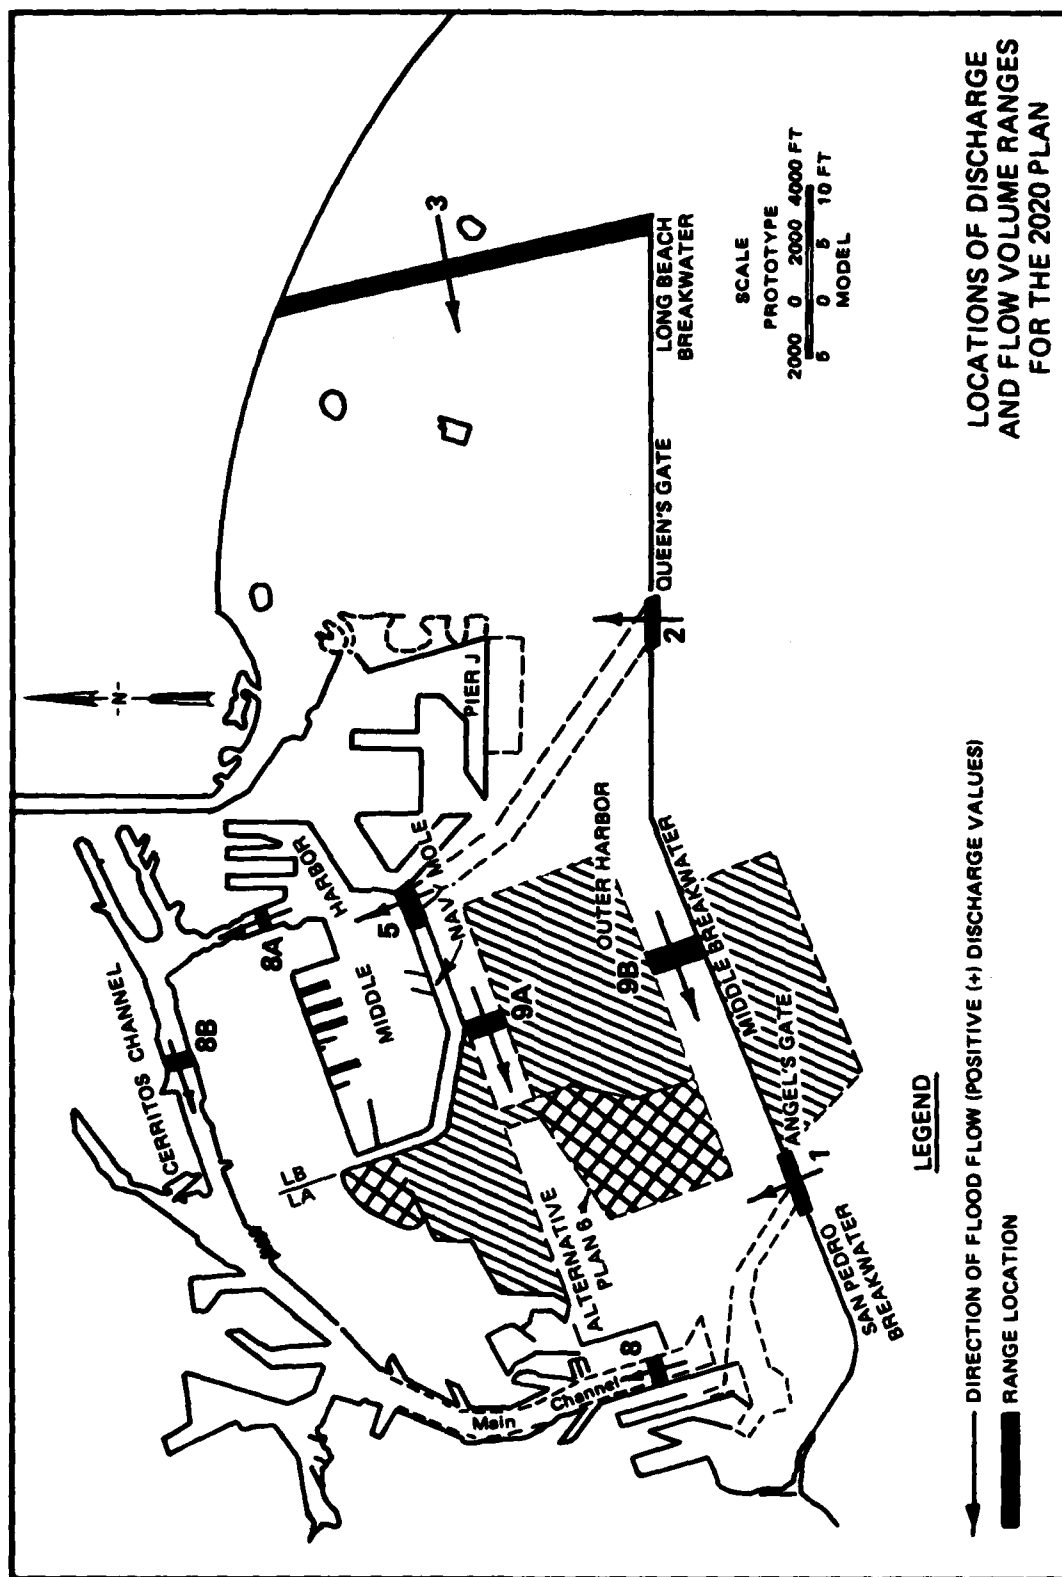 -N-
3
CERRITOS CHANNEL
8B
8A
HARBOR
MIDDLE
5
NAVY MOLE
PIER J
LB
LA
9A
OUTER HARBOR
9B
MIDDLE BREAKWATER
ANGEL'S GATE
1
2
QUEEN'S GATE
LONG BEACH
BREAKWATER
ALTERNATIVE
PLAN 6
Main
Channel
8
SAN PEDRO
BREAKWATER
SCALE
PROTOTYPE
2000 0 2000 4000 FT
5 0 5 10 FT
MODEL
LEGEND
DIRECTION OF FLOOD FLOW (POSITIVE (+) DISCHARGE VALUES)
RANGE LOCATION
LOCATIONS OF DISCHARGE
AND FLOW VOLUME RANGES
FOR THE 2020 PLAN